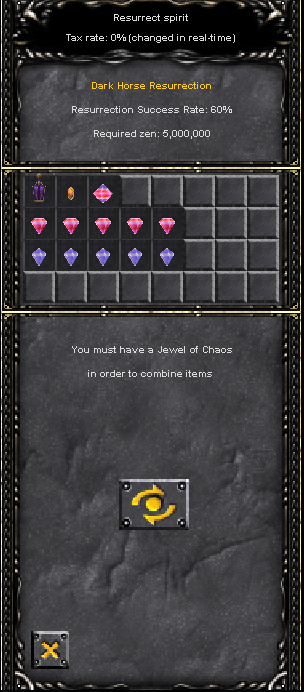 Resurrect spirit
Tax rate: 0%(changed in real-time)
Dark Horse Resurrection
Resurrection Success Rate: 60%
Required zen: 5,000,000
You must have a Jewel of Chaos
in order to combine items